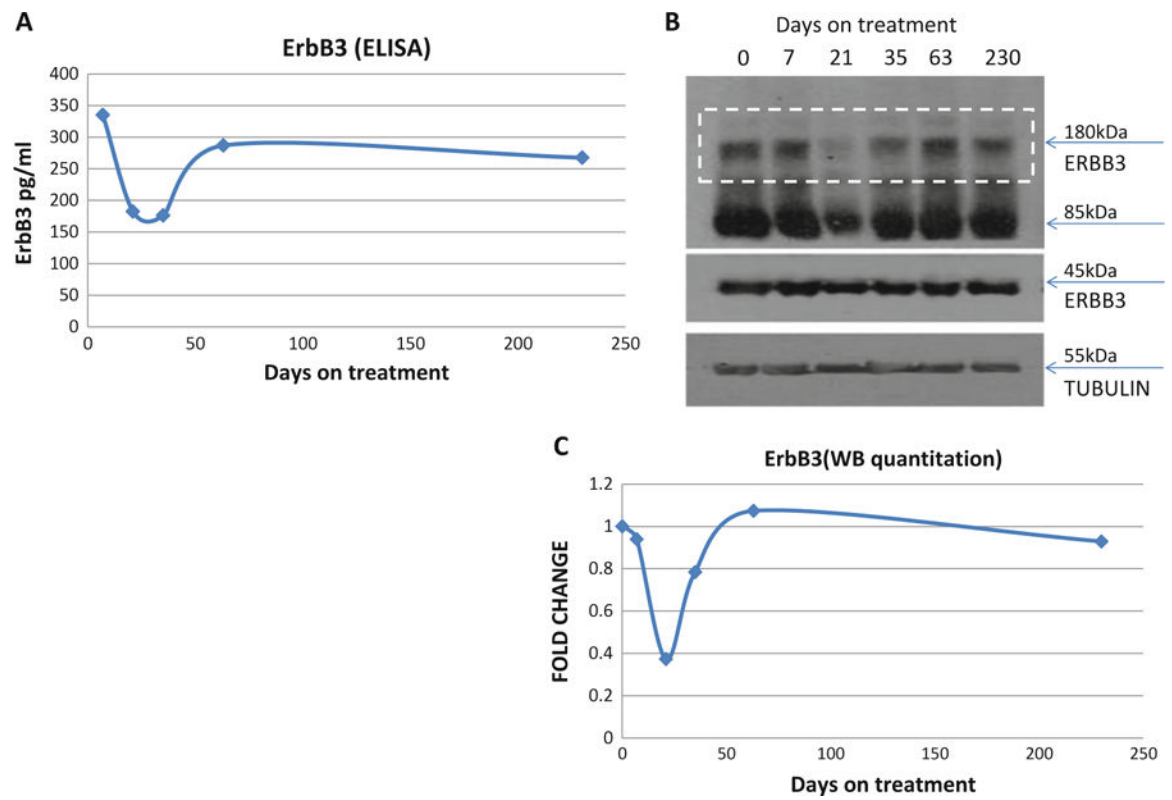 A
ErbB3 (ELISA)
400
350
300
250
200
150
100
50
0
ErbB3 pg/ml
0 50 100 150 200 250
Days on treatment
B
Days on treatment
0 7 21 35 63 230
180kDa
ERBB3
85kDa
45kDa
ERBB3
55kDa
TUBULIN
C
ErbB3(WB quantitation)
1.2
1
0.8
0.6
0.4
0.2
0
FOLD CHANGE
0 50 100 150 200 250
Days on treatment